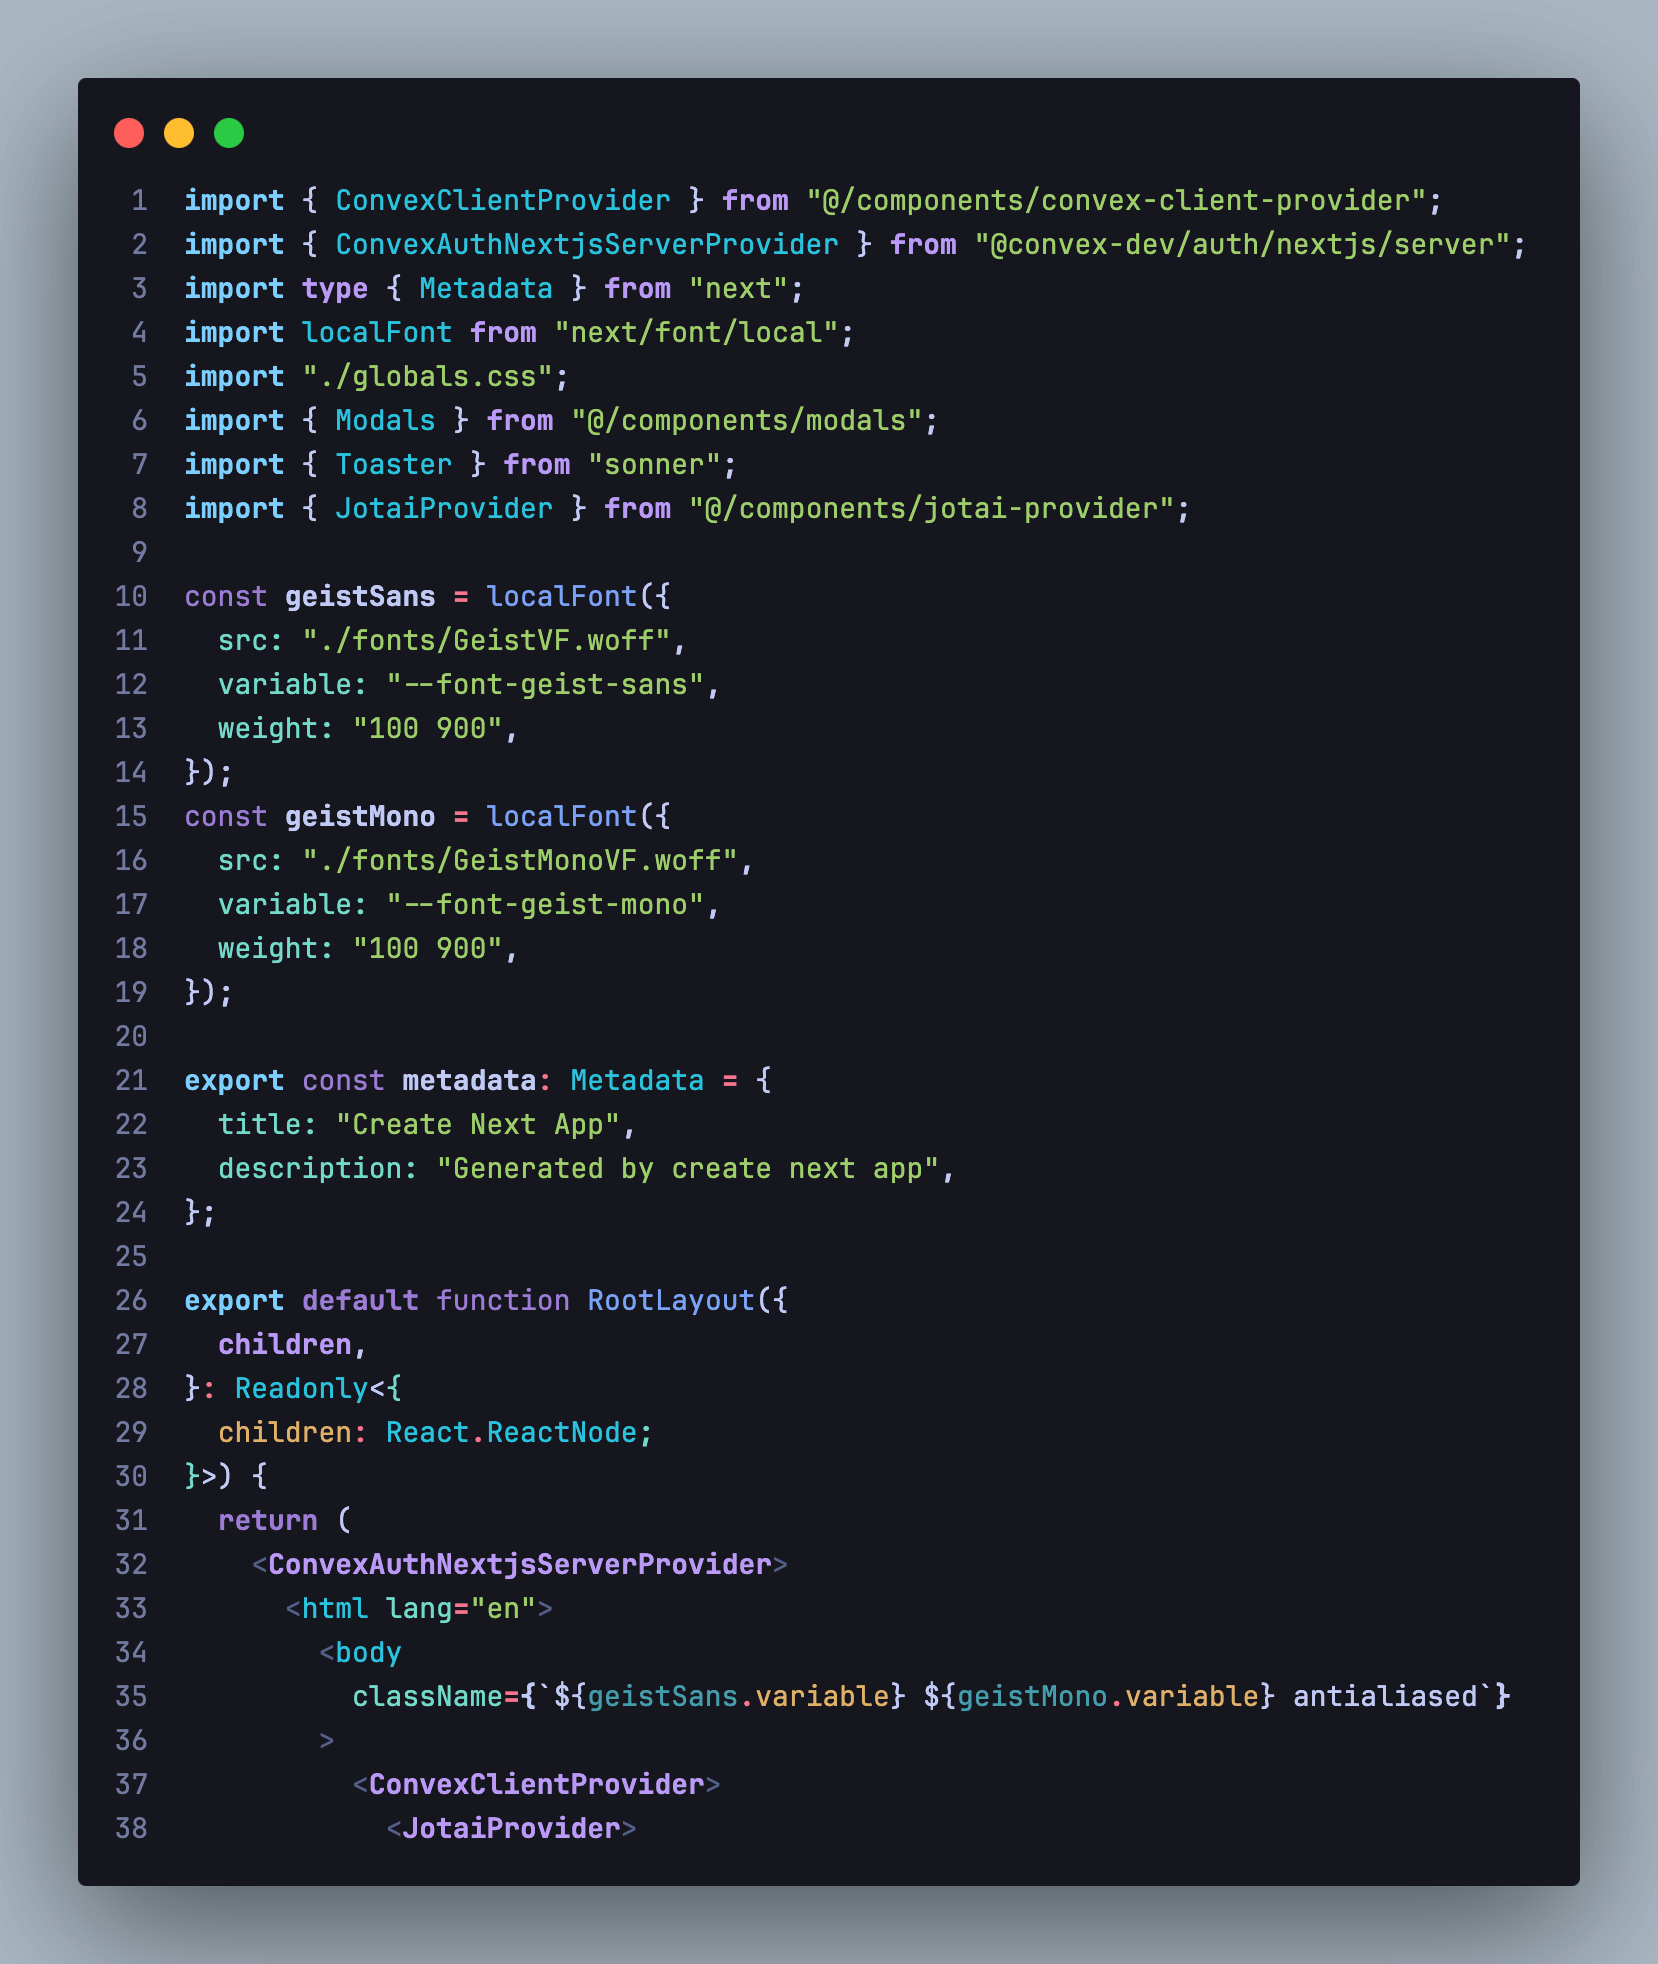 1 import { ConvexClientProvider } from "@/components/convex-client-provider";
2 import { ConvexAuthNextjsServerProvider } from "@convex-dev/auth/nextjs/server";
3 import type { Metadata } from "next";
4 import localFont from "next/font/local";
5 import "./globals.css";
6 import { Modals } from "@/components/modals";
7 import { Toaster } from "sonner";
8 import { JotaiProvider } from "@/components/jotai-provider";
9
10 const geistSans = localFont({
11   src: "./fonts/GeistVF.woff",
12   variable: "--font-geist-sans",
13   weight: "100 900",
14 });
15 const geistMono = localFont({
16   src: "./fonts/GeistMonoVF.woff",
17   variable: "--font-geist-mono",
18   weight: "100 900",
19 });
20
21 export const metadata: Metadata = {
22   title: "Create Next App",
23   description: "Generated by create next app",
24 };
25
26 export default function RootLayout({
27   children,
28 }: Readonly<{
29   children: React.ReactNode;
30 }>) {
31   return (
32     <ConvexAuthNextjsServerProvider>
33       <html lang="en">
34         <body
35           className={`${geistSans.variable} ${geistMono.variable} antialiased`}
36         >
37           <ConvexClientProvider>
38             <JotaiProvider>